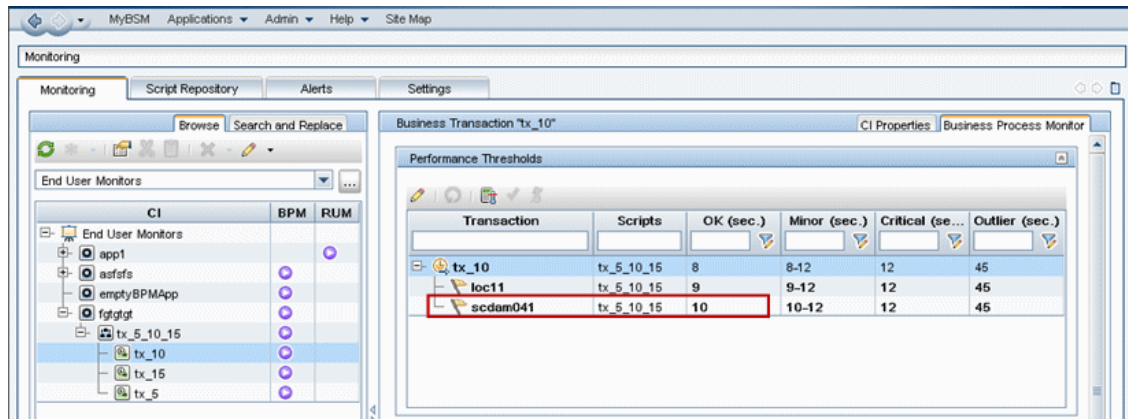 MyBSM Applications Admin Help Site Map
Monitoring
Monitoring Script Repository Alerts Settings
Browse Search and Replace
End User Monitors
...
CI BPM RUM
End User Monitors
app1
asfsfs
emptyBPMApp
fgtgtgt
tx_5_10_15
tx_10
tx_15
tx_5
Business Transaction "tx_10" CI Properties Business Process Monitor
Performance Thresholds
Transaction Scripts OK (sec.) Minor (sec.) Critical (se... Outlier (sec.)
tx_10 tx_5_10_15 8 8-12 12 45
loc11 tx_5_10_15 9 9-12 12 45
scdam041 tx_5_10_15 10 10-12 12 45